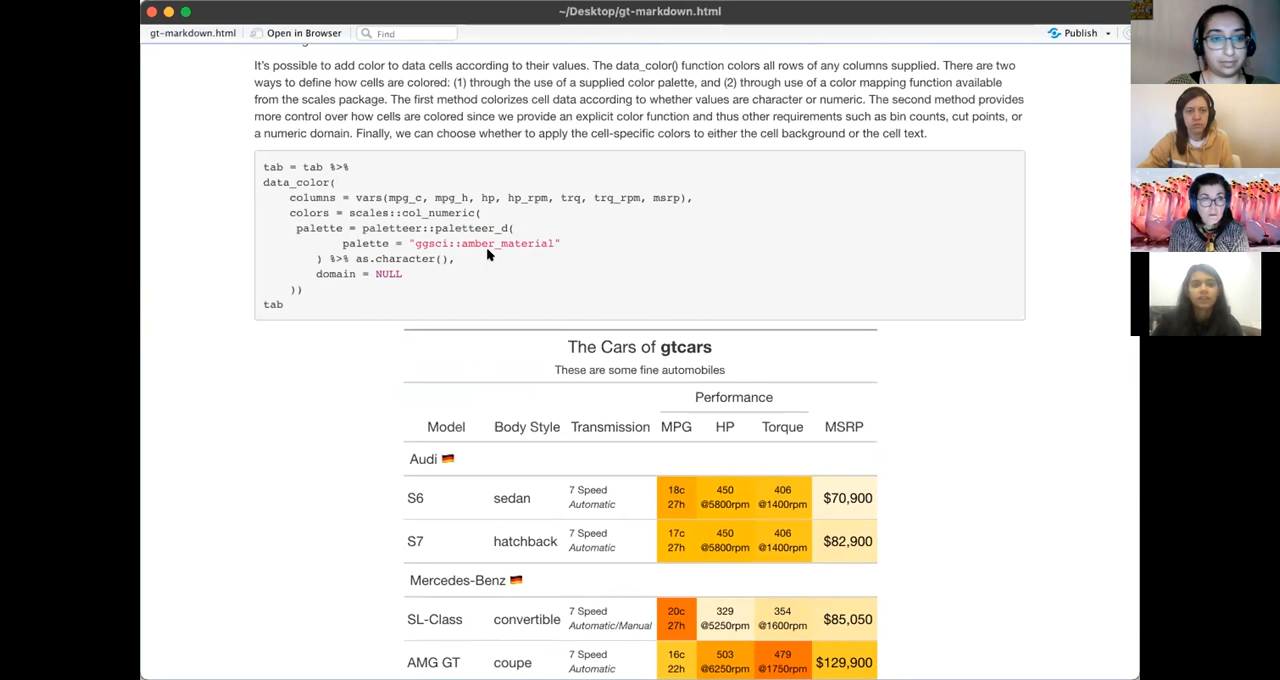 ~/Desktop/gt-markdown.html
gt-markdown.html Open in Browser Find Publish
It's possible to add color to data cells according to their values. The data_color() function colors all rows of any columns supplied. There are two
ways to define how cells are colored: (1) through the use of a supplied color palette, and (2) through use of a color mapping function available
from the scales package. The first method colorizes cell data according to whether values are character or numeric. The second method provides
more control over how cells are colored since we provide an explicit color function and thus other requirements such as bin counts, cut points, or
a numeric domain. Finally, we can choose whether to apply the cell-specific colors to either the cell background or the cell text.
tab = tab %>%
data_color(
columns = vars(mpg_c, mpg_h, hp, hp_rpm, trq, trq_rpm, msrp),
colors = scales::col_numeric(
palette = paletteer::paletteer_d(
palette = "ggsci::amber_material"
) %>% as.character(),
domain = NULL
))
tab
The Cars of gtcars
These are some fine automobiles
Performance
Model Body Style Transmission MPG HP Torque MSRP
Audi
S6 sedan 7 Speed Automatic 18c 27h 450 @5800rpm 406 @1400rpm $70,900
S7 hatchback 7 Speed Automatic 17c 27h 450 @5800rpm 406 @1400rpm $82,900
Mercedes-Benz
SL-Class convertible 7 Speed Automatic/Manual 20c 27h 329 @5250rpm 354 @1600rpm $85,050
AMG GT coupe 7 Speed Automatic 16c 22h 503 @6250rpm 479 @1750rpm $129,900